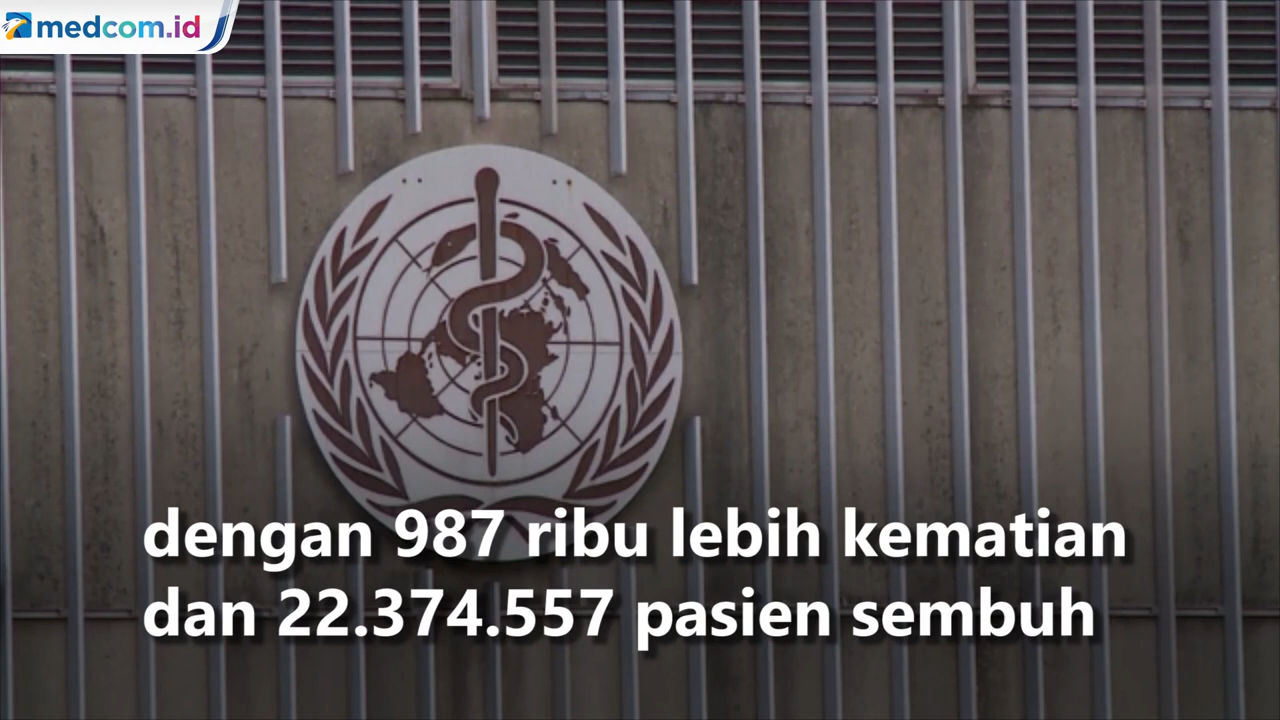 medcom.id
dengan 987 ribu lebih kematian
dan 22.374.557 pasien sembuh